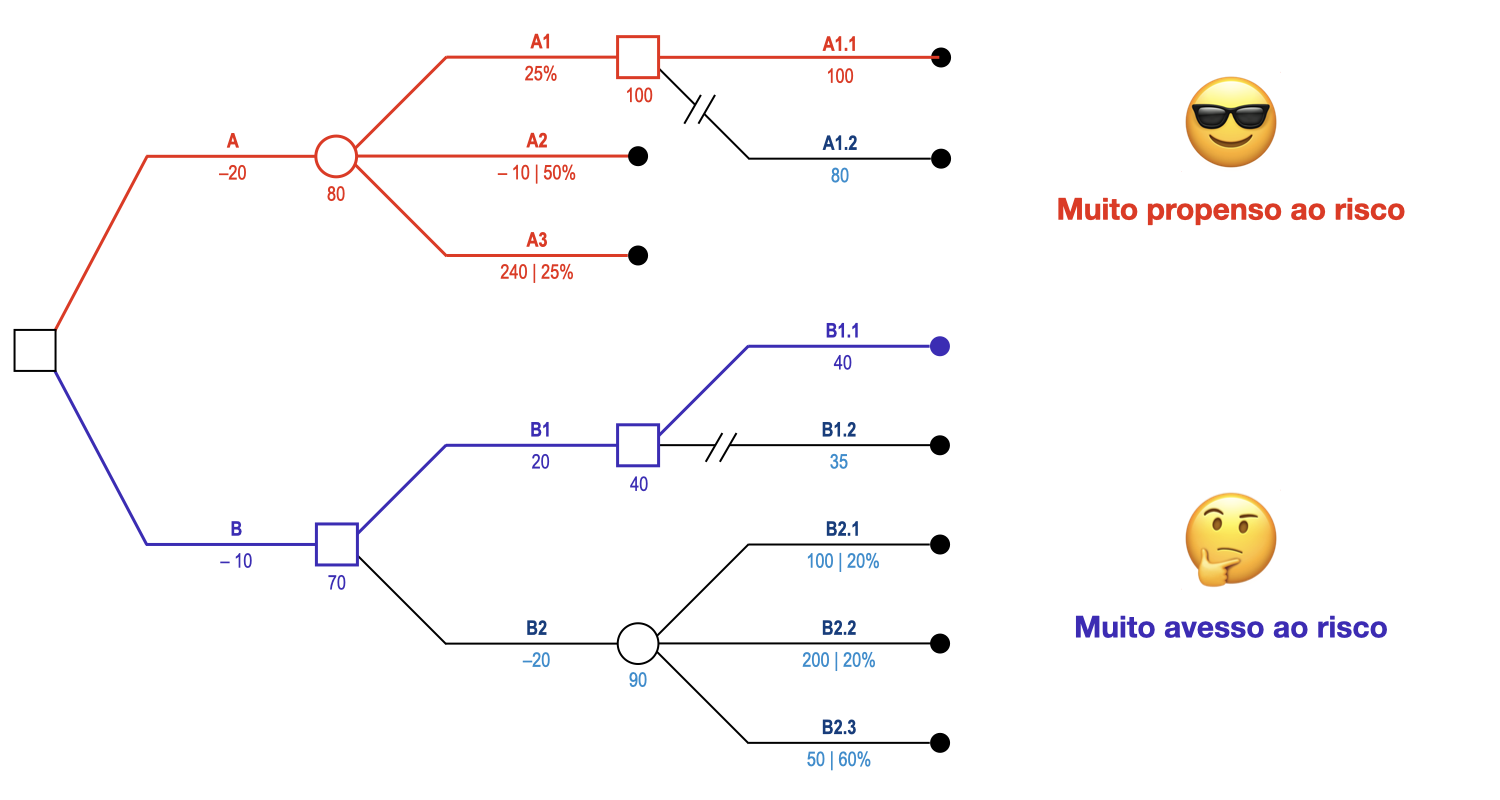 A1
25%
100
A1.1
100
A
–20
80
A2
– 10 | 50%
A1.2
80
A3
240 | 25%
Muito propenso ao risco
B1.1
40
B1
20
40
B1.2
35
B
– 10
70
B2
–20
90
B2.1
100 | 20%
B2.2
200 | 20%
B2.3
50 | 60%
Muito avesso ao risco